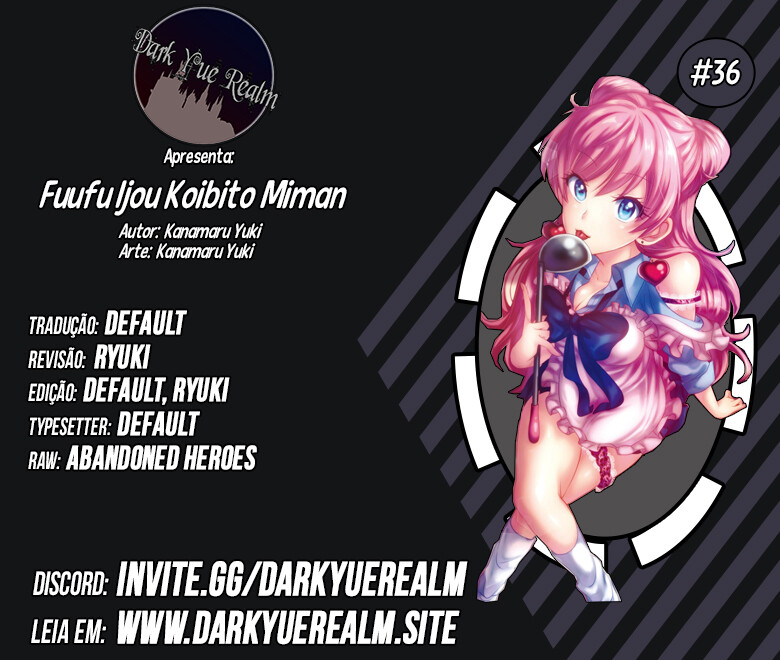 Dark Yue Realm
Apresenta:
Fuufu Ijou Koibito Miman
Autor: Kanamaru Yuki
Arte: Kanamaru Yuki
#36
TRADUÇÃO: DEFAULT
REVISÃO: RYUKI
EDIÇÃO: DEFAULT, RYUKI
TYPESETTER: DEFAULT
RAW: ABANDONED HEROES
DISCORD: INVITE.GG/DARKYUEREALM
LEIA EM: WWW.DARKYUEREALM.SITE